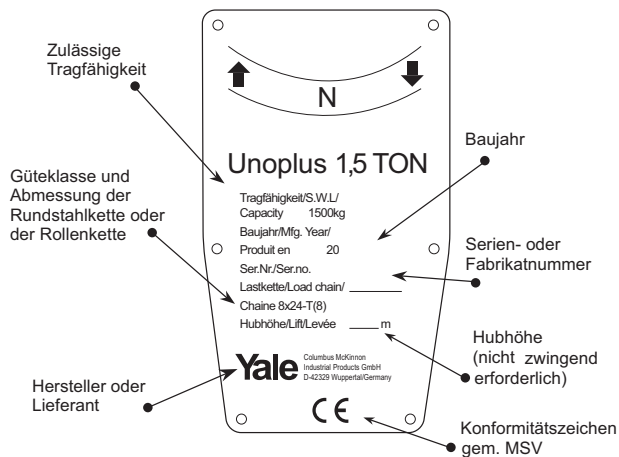 Zulässige
Tragfähigkeit
N
Unoplus 1,5 TON
Baujahr
Güteklasse und
Abmessung der
Rundstahlkette oder
der Rollenkette
Tragfähigkeit/S.W.L/
Capacity 1500kg
Baujahr/Mfg. Year/
Produit en 20
Ser.Nr./Ser.no.
Lastkette/Load chain/
Chaine 8x24-T(8)
Hubhöhe/Lift/Levée m
Serien- oder
Fabrikatnummer
Hubhöhe
(nicht zwingend
erforderlich)
Hersteller oder
Lieferant
Yale
Columbus McKinnon
Industrial Products GmbH
D-42329 Wuppertal/Germany
CE
Konformitätszeichen
gem. MSV